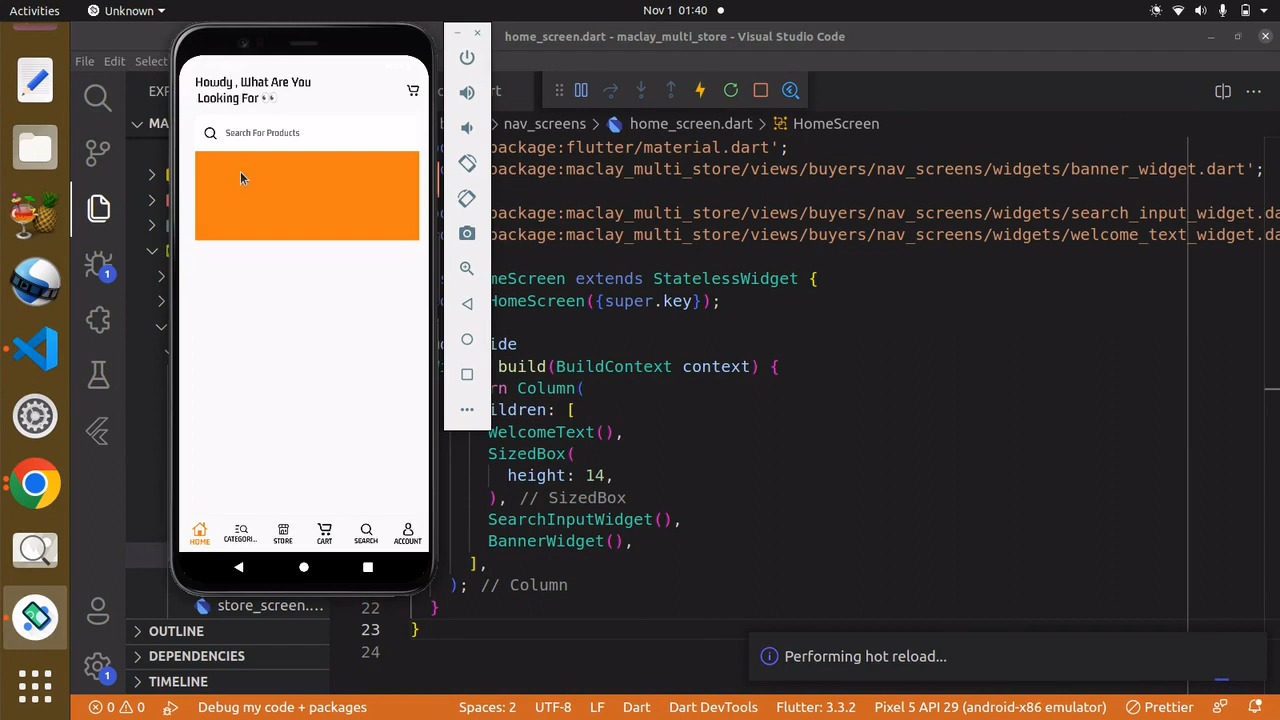 Activities
Unknown
Nov 1 01:40
home_screen.dart - maclay_multi_store - Visual Studio Code
File Edit Select
nav_screens > home_screen.dart > HomeScreen
package:flutter/material.dart';
package:maclay_multi_store/views/buyers/nav_screens/widgets/banner_widget.dart';
package:maclay_multi_store/views/buyers/nav_screens/widgets/search_input_widget.da
package:maclay_multi_store/views/buyers/nav_screens/widgets/welcome_text_widget.da
meScreen extends StatelessWidget {
HomeScreen({super.key});
ide
build(BuildContext context) {
rn Column(
ildren: [
WelcomeText(),
SizedBox(
height: 14,
), // SizedBox
SearchInputWidget(),
BannerWidget(),
],
); // Column
22 }
23 }
24
Howdy , What Are You
Looking For 👀
Search For Products
HOME
CATEGORI...
STORE
CART
SEARCH
ACCOUNT
EXP
MA
store_screen....
OUTLINE
DEPENDENCIES
TIMELINE
1
1
Performing hot reload...
0 0 Debug my code + packages
Spaces: 2 UTF-8 LF Dart Dart DevTools Flutter: 3.3.2 Pixel 5 API 29 (android-x86 emulator) Prettier